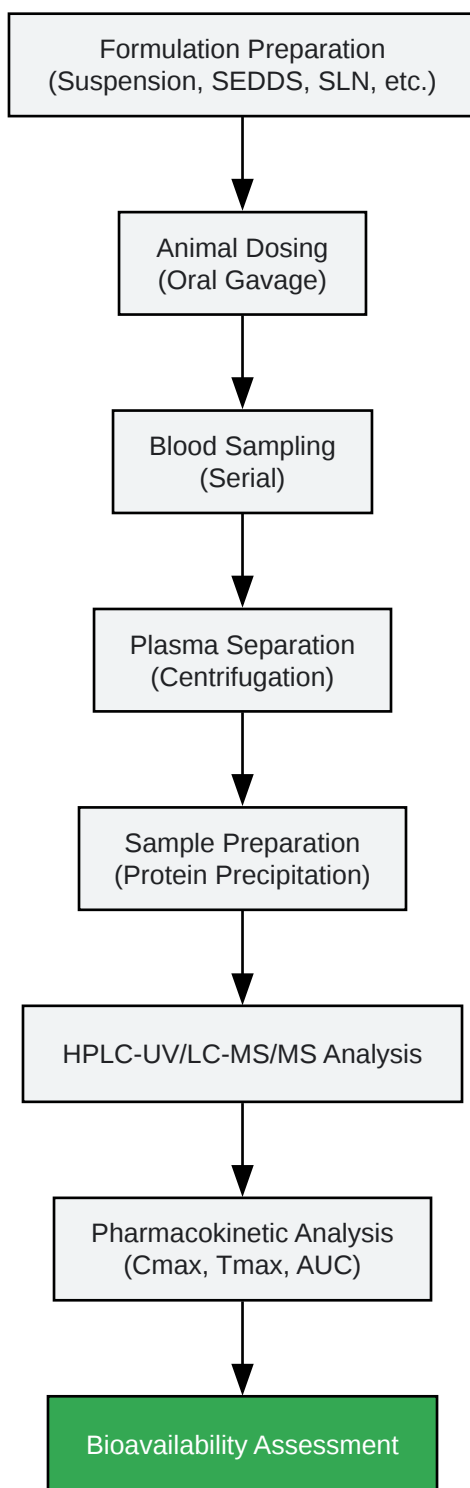 Formulation Preparation
(Suspension, SEDDS, SLN, etc.)
Animal Dosing
(Oral Gavage)
Blood Sampling
(Serial)
Plasma Separation
(Centrifugation)
Sample Preparation
(Protein Precipitation)
HPLC-UV/LC-MS/MS Analysis
Pharmacokinetic Analysis
(Cmax, Tmax, AUC)
Bioavailability Assessment